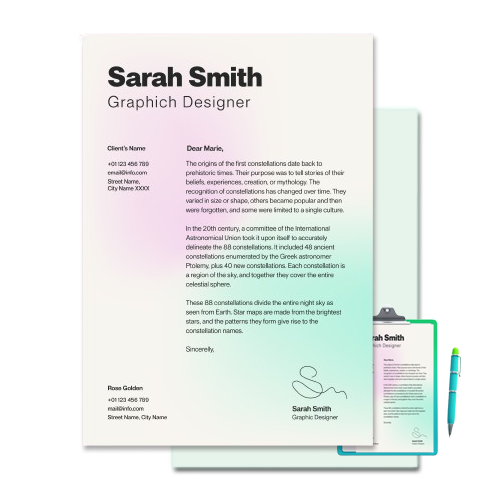 Sarah Smith
Graphich Designer
Client's Name
+01 123 456 789
email@info.com
Street Name,
City Name XXXX
Dear Marie,
The origins of the first constellations date back to
prehistoric times. Their purpose was to tell stories of their
beliefs, experiences, creation, or mythology. The
recognition of constellations has changed over time. They
varied in size or shape, others became popular and then
were forgotten, and some were limited to a single culture.
In the 20th century, a committee of the International
Astronomical Union took it upon itself to accurately
delineate the 88 constellations. It included 48 ancient
constellations enumerated by the Greek astronomer
Ptolemy, plus 40 new constellations. Each constellation is
a region of the sky, and together they cover the entire
celestial sphere.
These 88 constellations divide the entire night sky as
seen from Earth. Star maps are made from the brightest
stars, and the patterns they form give rise to the
constellation names.
Sincerelly,
Rose Golden
+01 123 456 789
email@info.com
Street Name, City Name
Sarah Smith
Graphic Designer
rah Smith
hich Designer